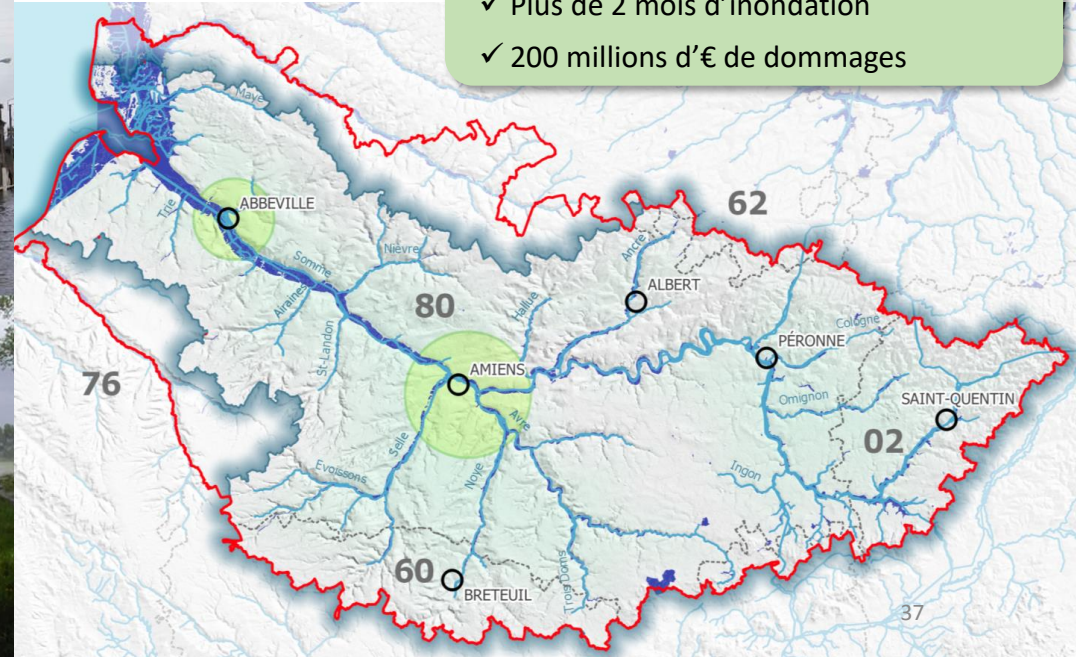 ✓ Plus de 2 mois d'inondation
✓ 200 millions d'€ de dommages
Maye
62
ABBEVILLE
Trie
Nièvre
Somme
Ancre
Airaines
ALBERT
80
Hallue
St-Landon
Cologne
PÉRONNE
76
AMIENS
Omignon
SAINT-QUENTIN
Avre
02
Selle
Evoissons
Noye
Ingon
Trois Doms
60
BRETEUIL
37